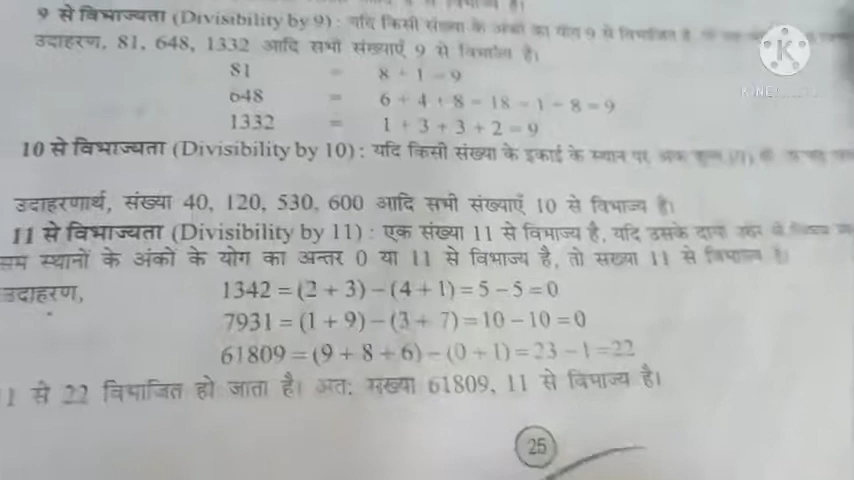 9 से विभाज्यता (Divisibility by 9) : यदि किसी संख्या के अंकों का योग 9 से विभाजित है
उदाहरण, 81, 648, 1332 आदि सभी संख्याएँ 9 से विभाज्य है।
81 = 8 + 1 = 9
648 = 6 + 4 + 8 = 18 = 1 + 8 = 9
1332 = 1 + 3 + 3 + 2 = 9
10 से विभाज्यता (Divisibility by 10) : यदि किसी संख्या के इकाई के स्थान पर अंक
उदाहरणार्थ, संख्या 40, 120, 530, 600 आदि सभी संख्याएँ 10 से विभाज्य है।
11 से विभाज्यता (Divisibility by 11) : एक संख्या 11 से विभाज्य है, यदि उसके दायीं ओर से विषम
सम स्थानों के अंकों के योग का अन्तर 0 या 11 से विभाज्य है, तो संख्या 11 से विभाज्य है।
उदाहरण,
1342 = (2 + 3) – (4 + 1) = 5 – 5 = 0
7931 = (1 + 9) – (3 + 7) = 10 – 10 = 0
61809 = (9 + 8 + 6) – (0 + 1) = 23 – 1 = 22
से 22 विभाजित हो जाता है। अत: संख्या 61809, 11 से विभाज्य है।
25
K